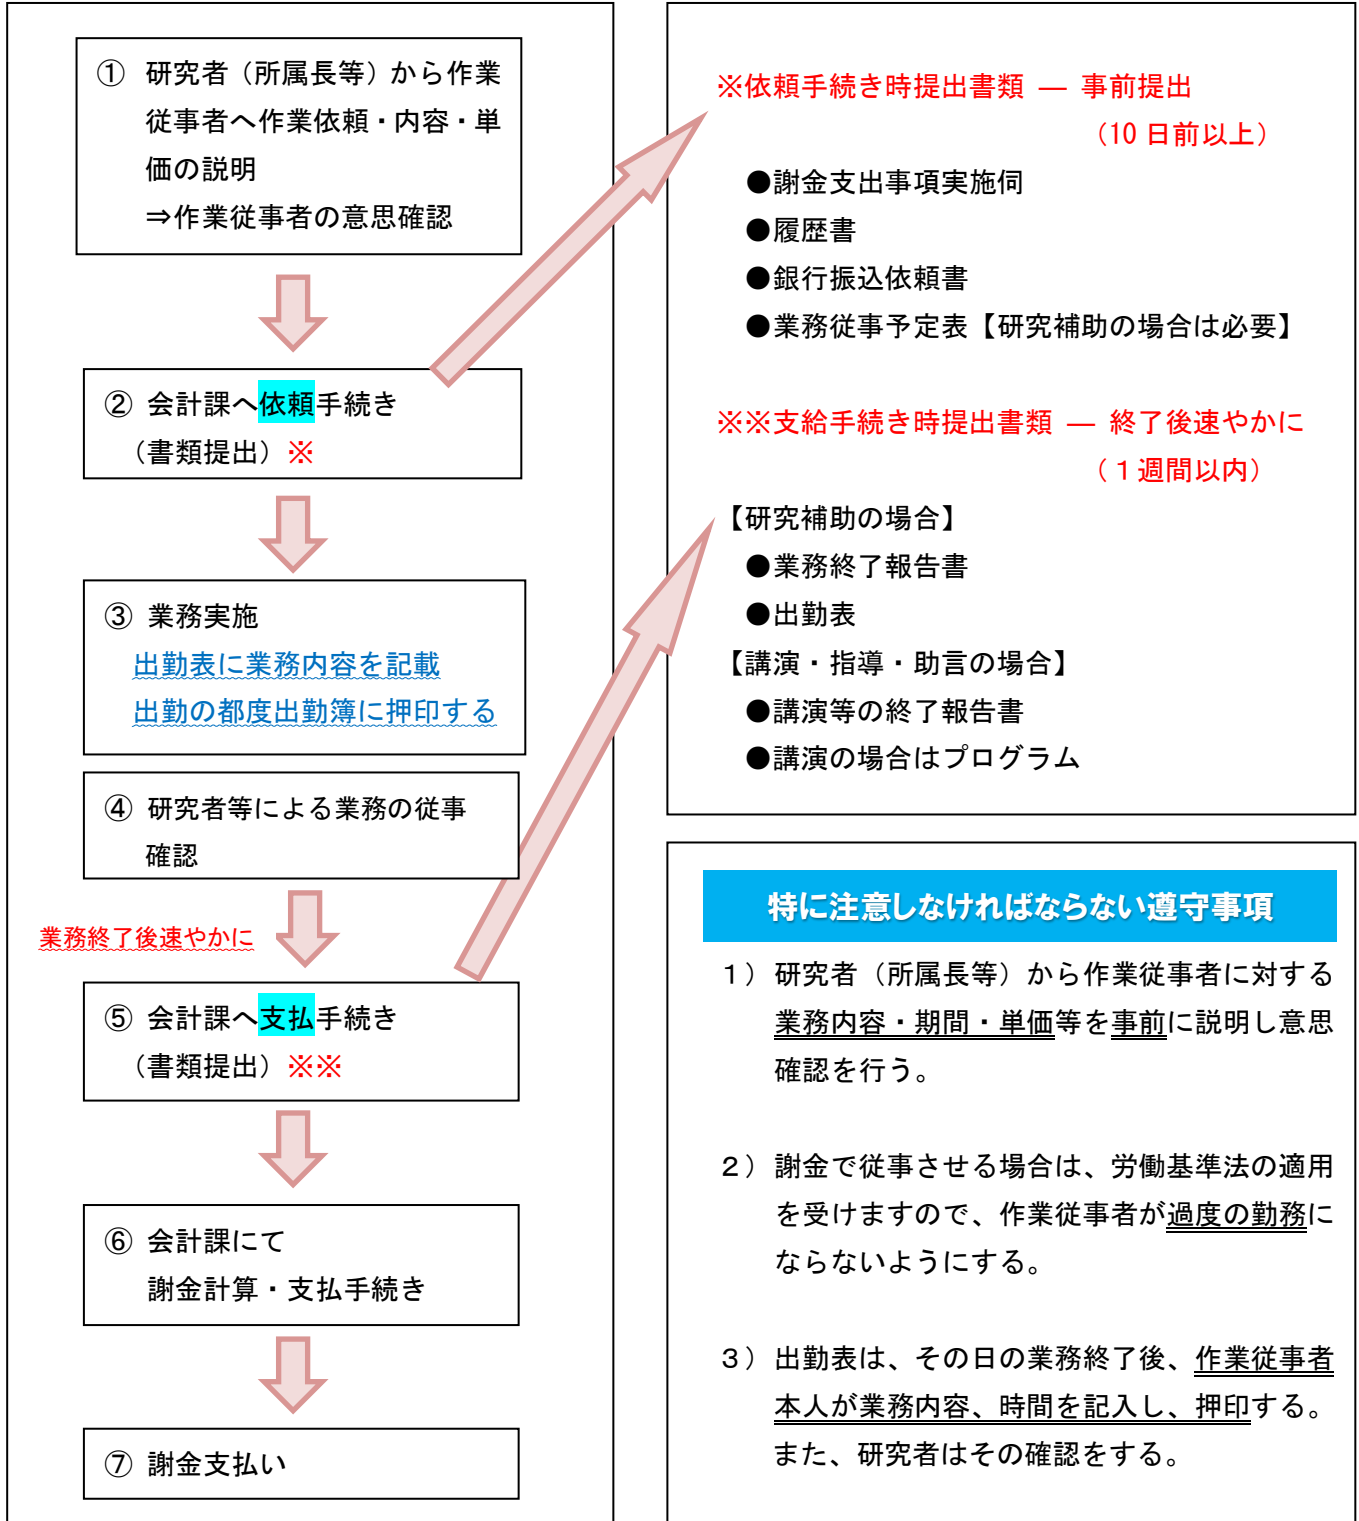 ① 研究者（所属長等）から作業
従事者へ作業依頼・内容・単
価の説明
⇒作業従事者の意思確認
② 会計課へ依頼手続き
（書類提出）※
③ 業務実施
出勤表に業務内容を記載
出勤の都度出勤簿に押印する
④ 研究者等による業務の従事
確認
業務終了後速やかに
⑤ 会計課へ支払手続き
（書類提出）※※
⑥ 会計課にて
謝金計算・支払手続き
⑦ 謝金支払い
※依頼手続き時提出書類 ― 事前提出
（10 日前以上）
●謝金支出事項実施伺
●履歴書
●銀行振込依頼書
●業務従事予定表【研究補助の場合は必要】
※※支給手続き時提出書類 ― 終了後速やかに
（１週間以内）
【研究補助の場合】
●業務終了報告書
●出勤表
【講演・指導・助言の場合】
●講演等の終了報告書
●講演の場合はプログラム
特に注意しなければならない遵守事項
１）研究者（所属長等）から作業従事者に対する
業務内容・期間・単価等を事前に説明し意思
確認を行う。
２）謝金で従事させる場合は、労働基準法の適用
を受けますので、作業従事者が過度の勤務に
ならないようにする。
３）出勤表は、その日の業務終了後、作業従事者
本人が業務内容、時間を記入し、押印する。
また、研究者はその確認をする。